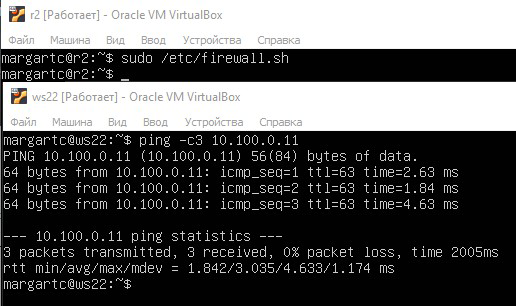 r2 [Работает] - Oracle VM VirtualBox
Файл Машина Вид Ввод Устройства Справка
margartc@r2:~$ sudo /etc/firewall.sh
margartc@r2:~$ _
ws22 [Работает] - Oracle VM VirtualBox
Файл Машина Вид Ввод Устройства Справка
margartc@ws22:~$ ping -c3 10.100.0.11
PING 10.100.0.11 (10.100.0.11) 56(84) bytes of data.
64 bytes from 10.100.0.11: icmp_seq=1 ttl=63 time=2.63 ms
64 bytes from 10.100.0.11: icmp_seq=2 ttl=63 time=1.84 ms
64 bytes from 10.100.0.11: icmp_seq=3 ttl=63 time=4.63 ms
--- 10.100.0.11 ping statistics ---
3 packets transmitted, 3 received, 0% packet loss, time 2005ms
rtt min/avg/max/mdev = 1.842/3.035/4.633/1.174 ms
margartc@ws22:~$